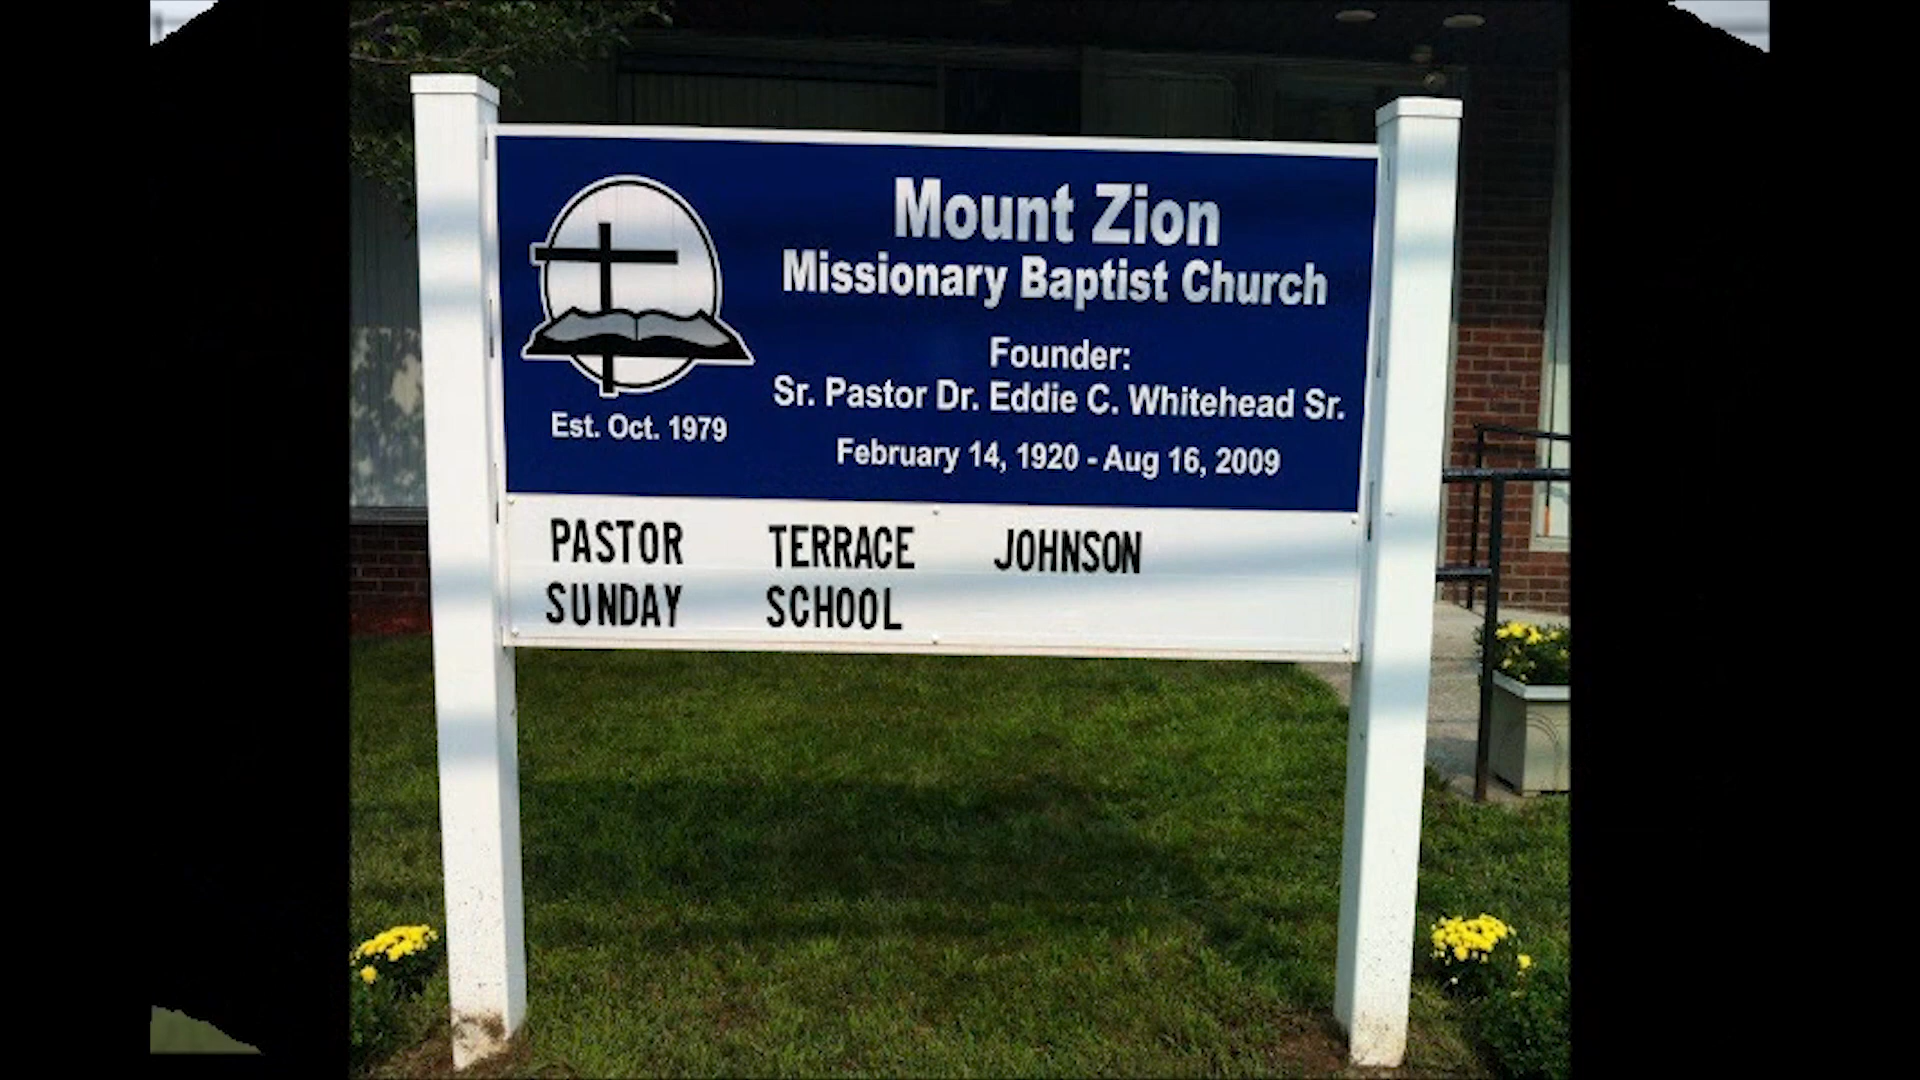 Mount Zion
Missionary Baptist Church
Founder:
Sr. Pastor Dr. Eddie C. Whitehead Sr.
Est. Oct. 1979
February 14, 1920 - Aug 16, 2009
PASTOR TERRACE JOHNSON
SUNDAY SCHOOL